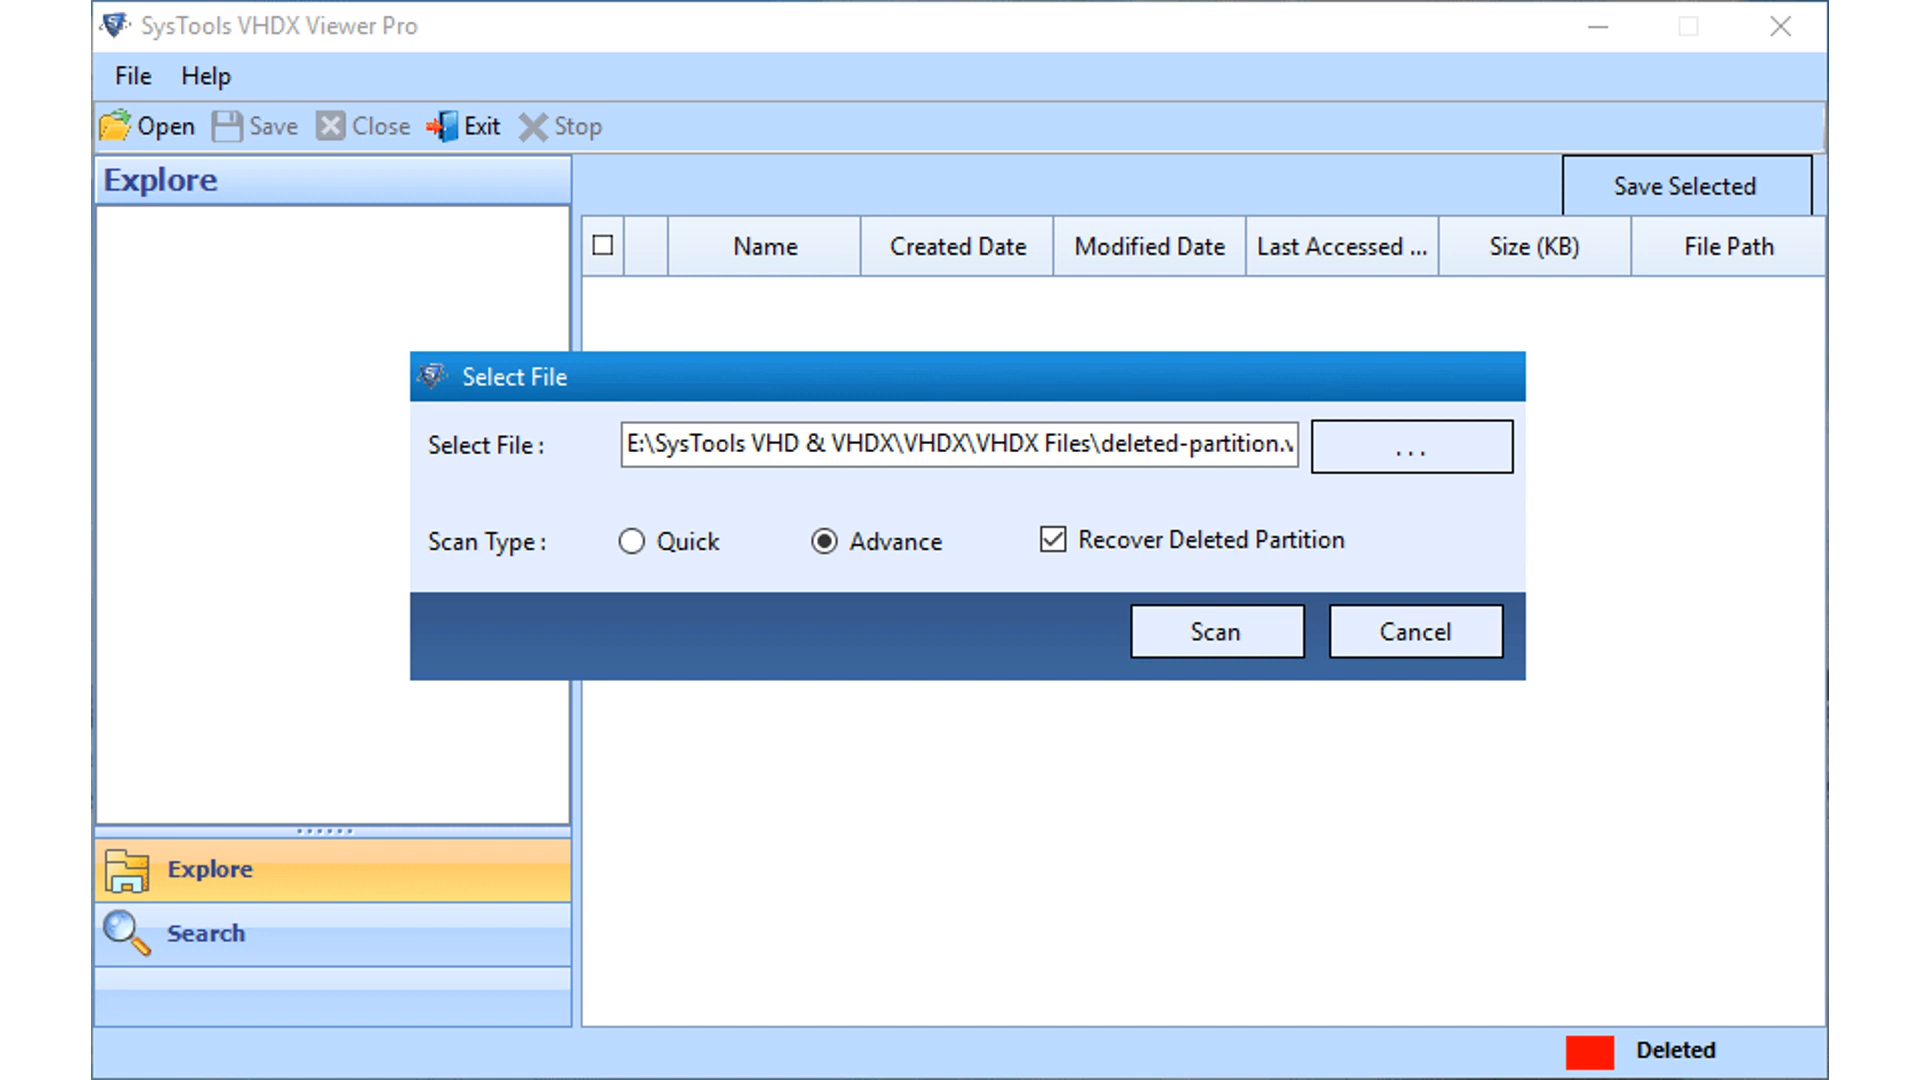 SysTools VHDX Viewer Pro
File Help
Open Save Close Exit Stop
Explore
Save Selected
Name Created Date Modified Date Last Accessed ... Size (KB) File Path
Select File
Select File : E:\SysTools VHD & VHDX\VHDX\VHDX Files\deleted-partition.v ...
Scan Type : Quick Advance Recover Deleted Partition
Scan Cancel
Explore
Search
Deleted